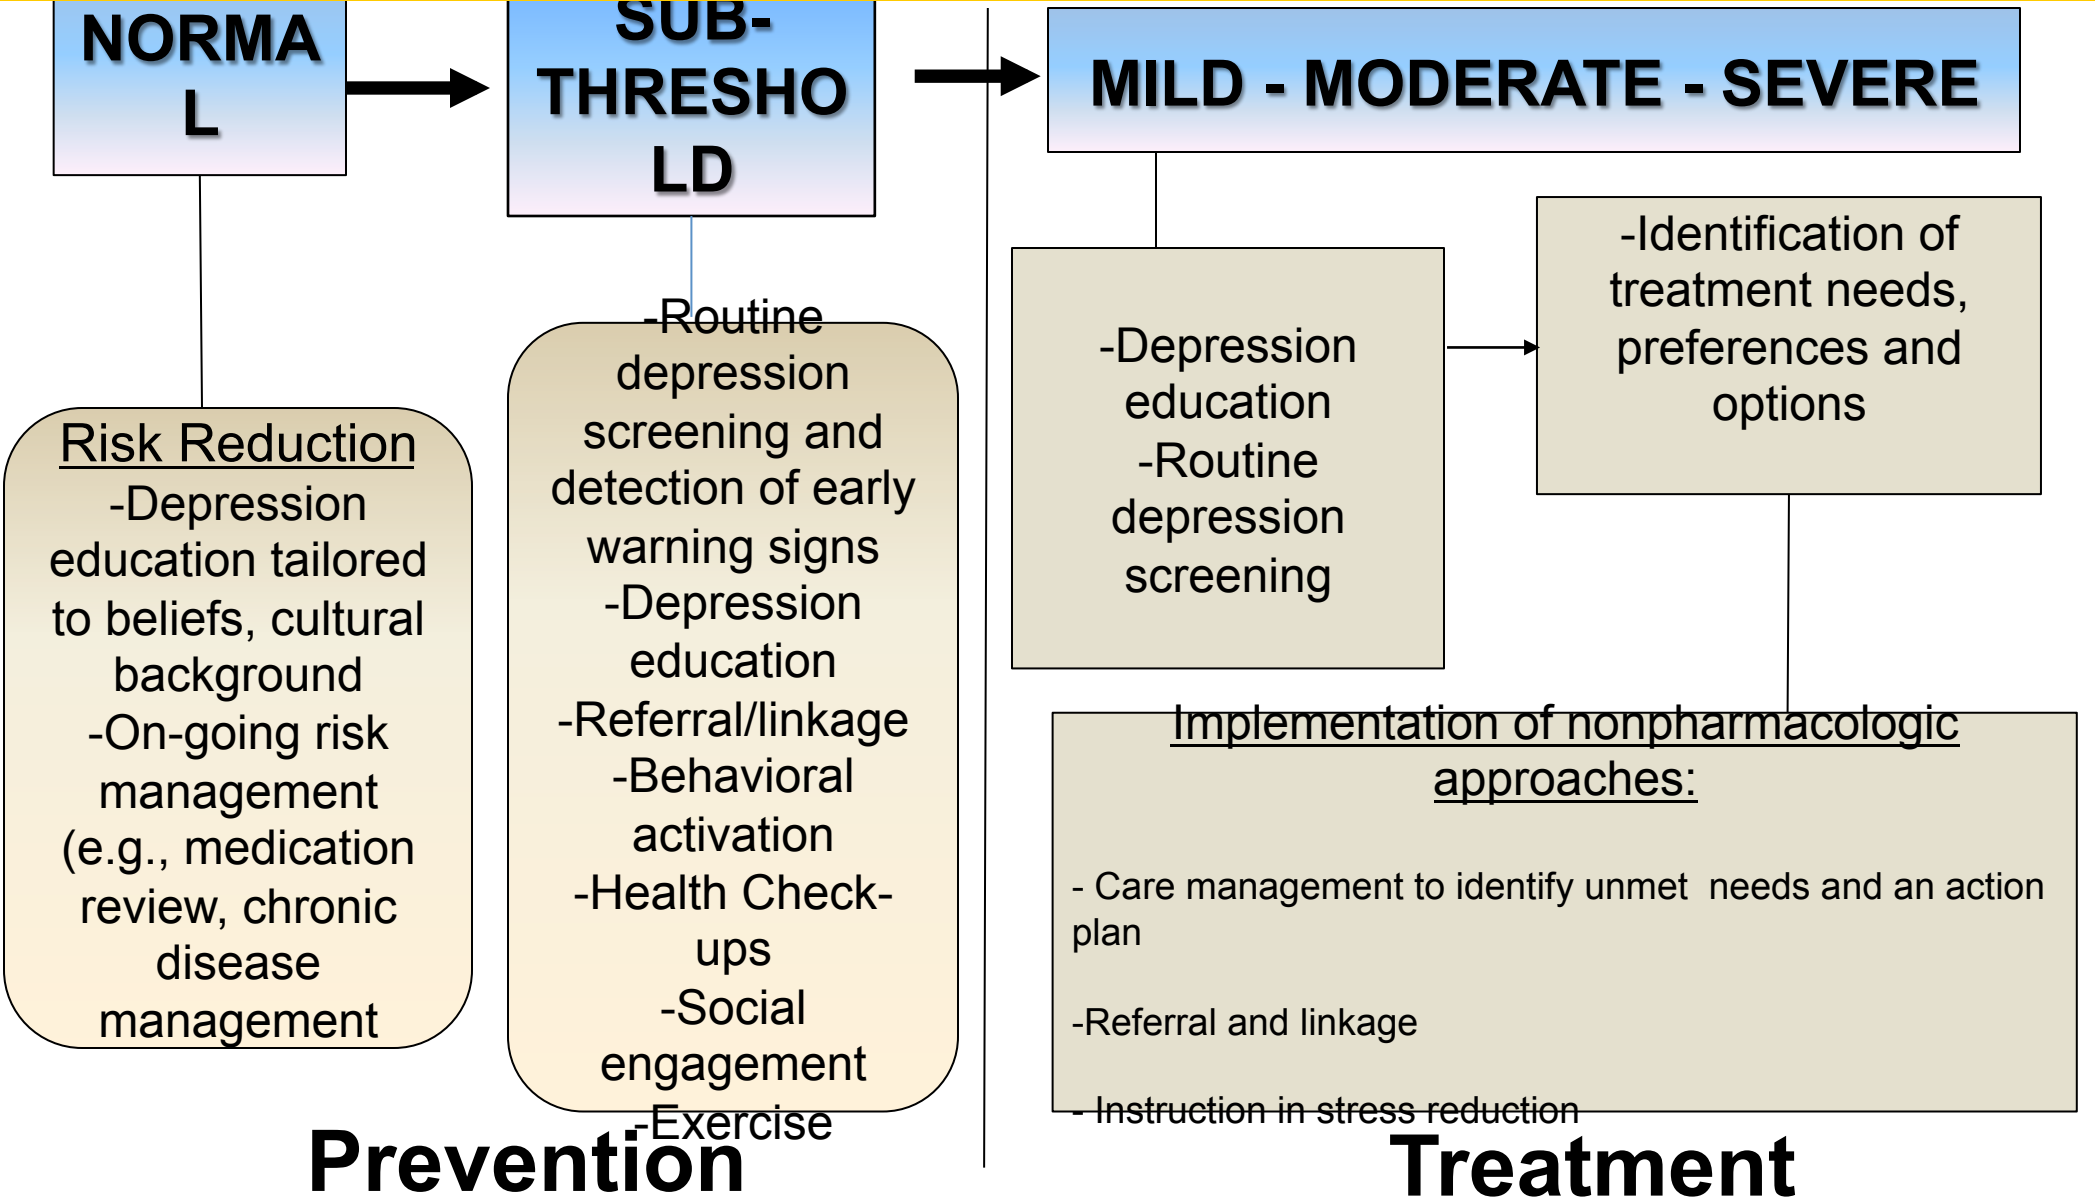 NORMA
L
SUB-
THRESHO
LD
MILD - MODERATE - SEVERE
Risk Reduction
-Depression
education tailored
to beliefs, cultural
background
-On-going risk
management
(e.g., medication
review, chronic
disease
management
-Routine
depression
screening and
detection of early
warning signs
-Depression
education
-Referral/linkage
-Behavioral
activation
-Health Check-
ups
-Social
engagement
-Exercise
-Depression
education
-Routine
depression
screening
-Identification of
treatment needs,
preferences and
options
Implementation of nonpharmacologic
approaches:
- Care management to identify unmet  needs and an action
plan
-Referral and linkage
- Instruction in stress reduction
Prevention
Treatment